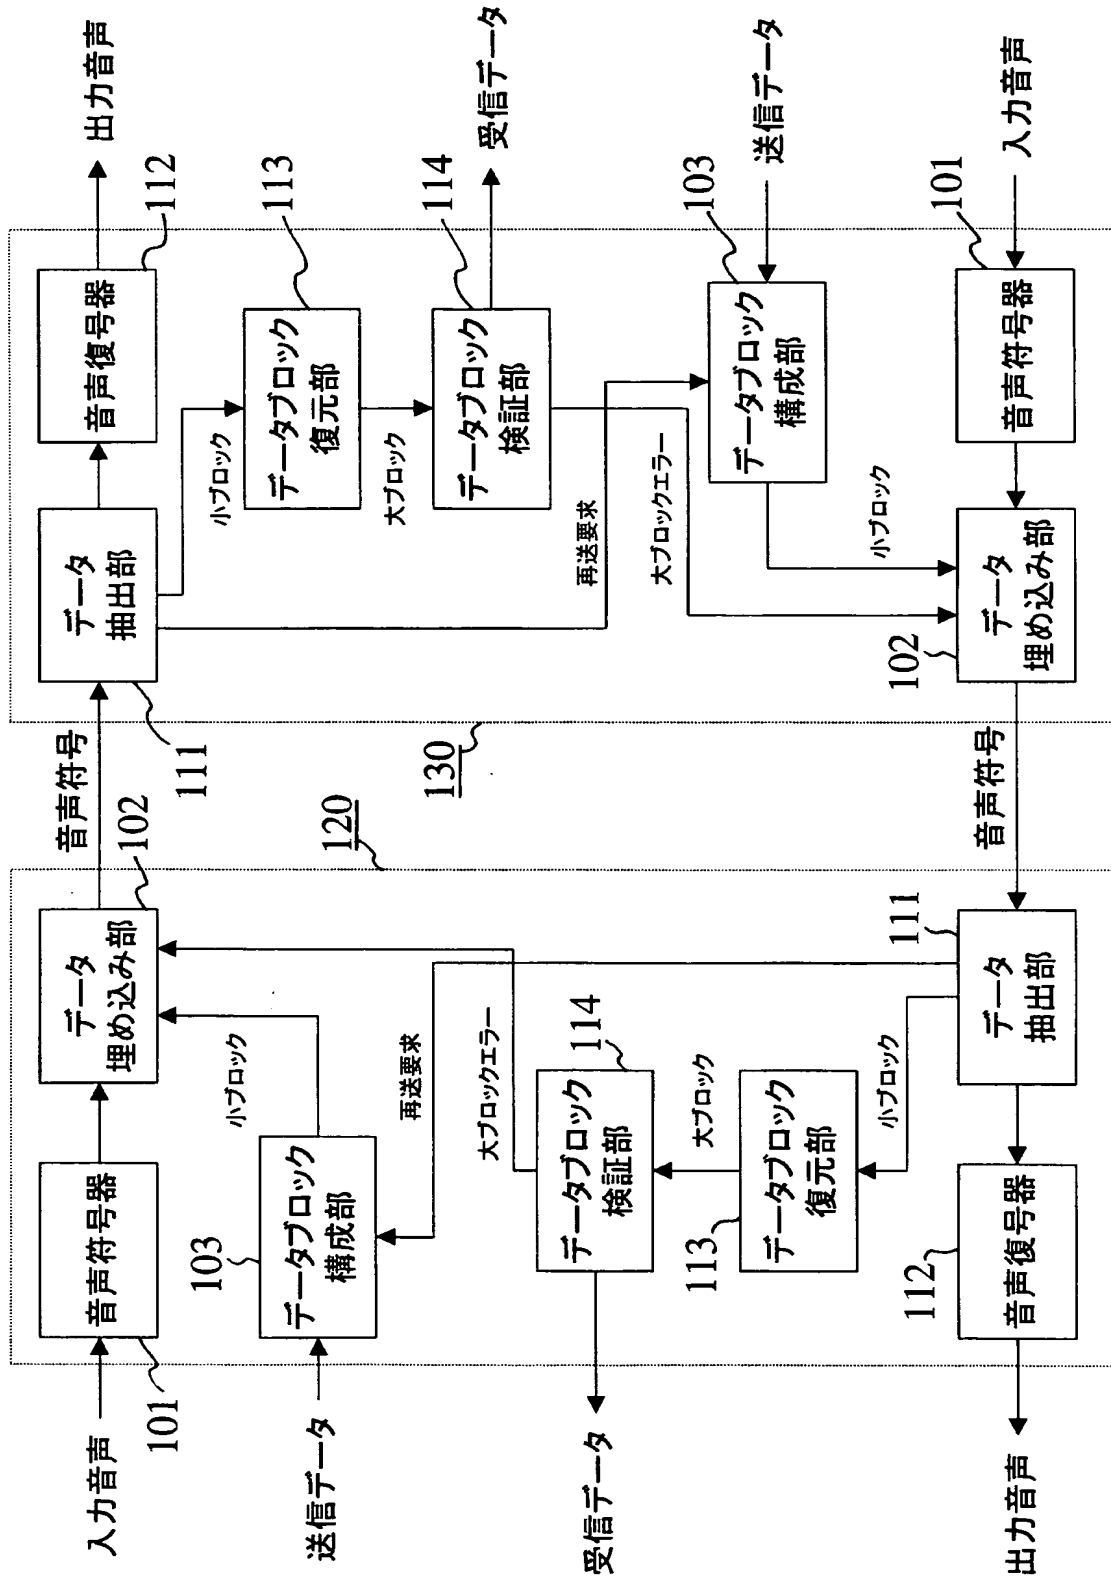 入力音声
101
音声符号器
データ
埋め込み部
102
音声符号
111
データ
抽出部
音声復号器
112
出力音声
送信データ
103
データブロック
構成部
小ブロック
再送要求
大ブロックエラー
120
受信データ
データブロック
検証部
114
大ブロック
113
データブロック
復元部
小ブロック
出力音声
112
音声復号器
データ
抽出部
111
音声符号
130
小ブロック
データブロック
復元部
113
大ブロック
データブロック
検証部
114
受信データ
再送要求
大ブロックエラー
データブロック
構成部
103
送信データ
小ブロック
102
データ
埋め込み部
音声符号器
101
入力音声